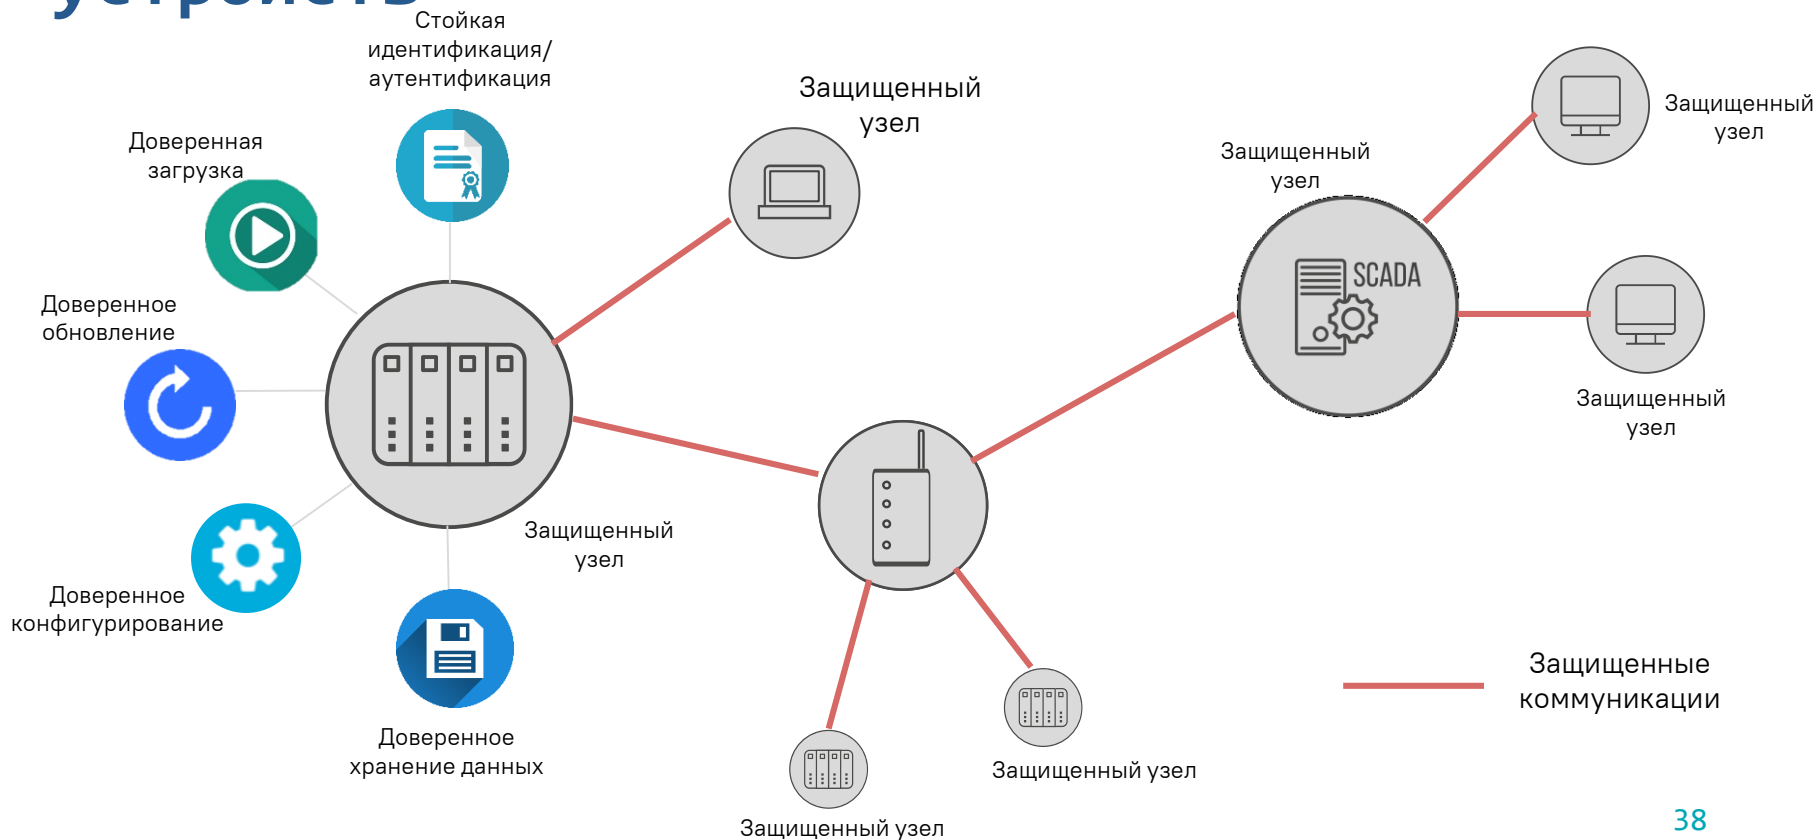 Стойкая
идентификация/
аутентификация
Доверенная
загрузка
Доверенное
обновление
Доверенное
конфигурирование
Доверенное
хранение данных
Защищенный
узел
Защищенный
узел
Защищенный
узел
SCADA
Защищенный
узел
Защищенный
узел
Защищенный узел
Защищенный узел
Защищенные
коммуникации
38